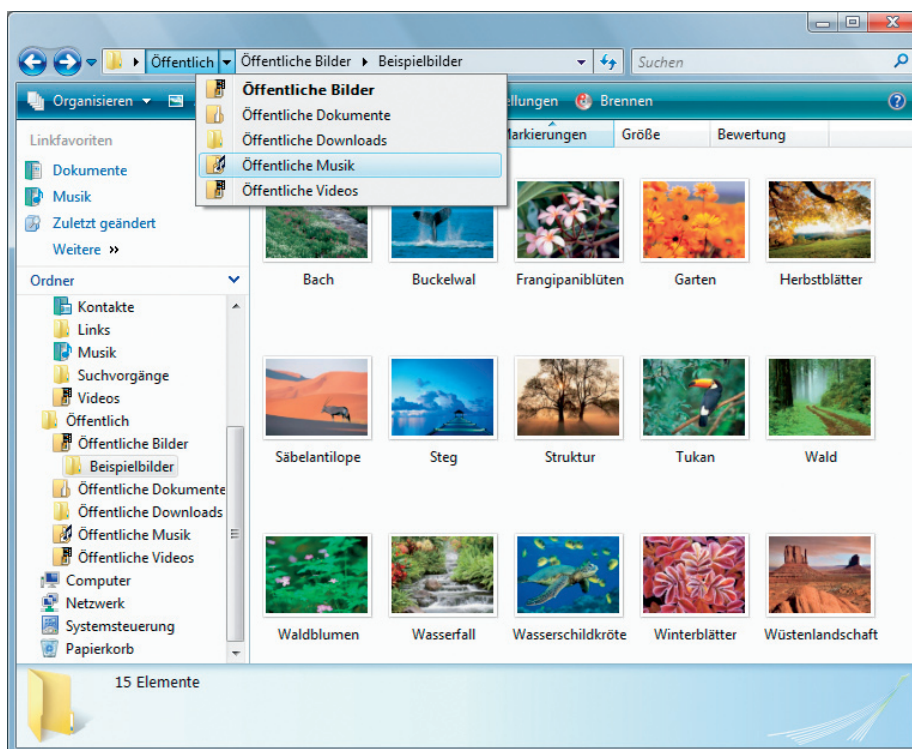 Öffentlich Öffentliche Bilder Beispielbilder Suchen
Öffentliche Bilder
Öffentliche Dokumente
Öffentliche Downloads
Öffentliche Musik
Öffentliche Videos
Organisieren Brennen
Markierungen Größe Bewertung
Linkfavoriten
Dokumente
Musik
Zuletzt geändert
Weitere »
Ordner
Kontakte
Links
Musik
Suchvorgänge
Videos
Öffentlich
Öffentliche Bilder
Beispielbilder
Öffentliche Dokumente
Öffentliche Downloads
Öffentliche Musik
Öffentliche Videos
Computer
Netzwerk
Systemsteuerung
Papierkorb
Bach Buckelwal Frangipaniblüten Garten Herbstblätter
Säbelantilope Steg Struktur Tukan Wald
Waldblumen Wasserfall Wasserschildkröte Winterblätter Wüstenlandschaft
15 Elemente